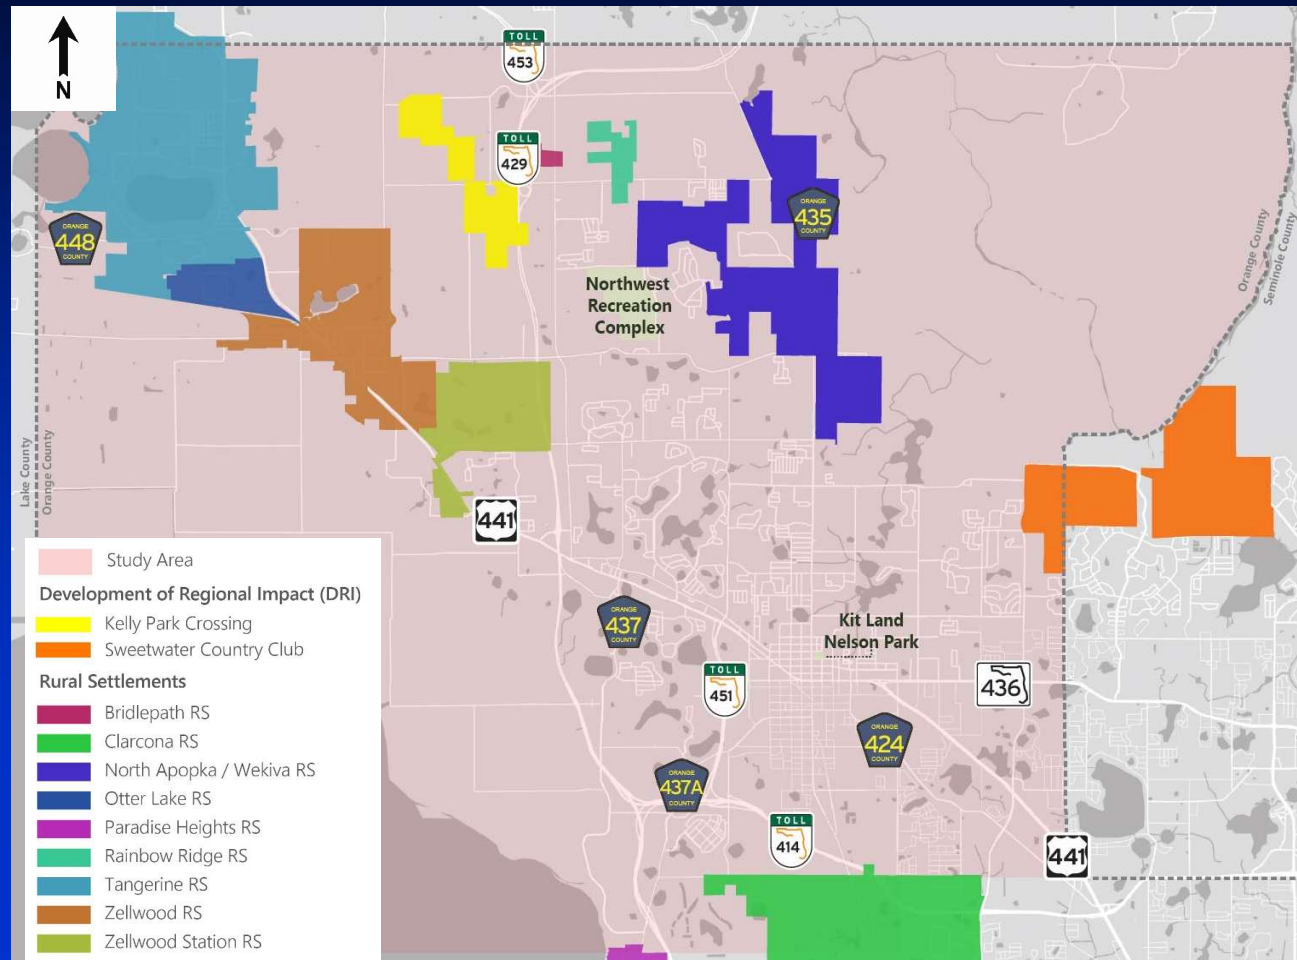 N
TOLL
453
TOLL
429
ORANGE
435
COUNTY
ORANGE
448
COUNTY
Orange County
Seminole County
Northwest
Recreation
Complex
Lake County
Orange County
441
Study Area
Development of Regional Impact (DRI)
Kelly Park Crossing
Sweetwater Country Club
Rural Settlements
Bridlepath RS
Clarcona RS
North Apopka / Wekiva RS
Otter Lake RS
Paradise Heights RS
Rainbow Ridge RS
Tangerine RS
Zellwood RS
Zellwood Station RS
ORANGE
437
COUNTY
Kit Land
Nelson Park
TOLL
451
436
ORANGE
424
COUNTY
ORANGE
437A
COUNTY
TOLL
414
441